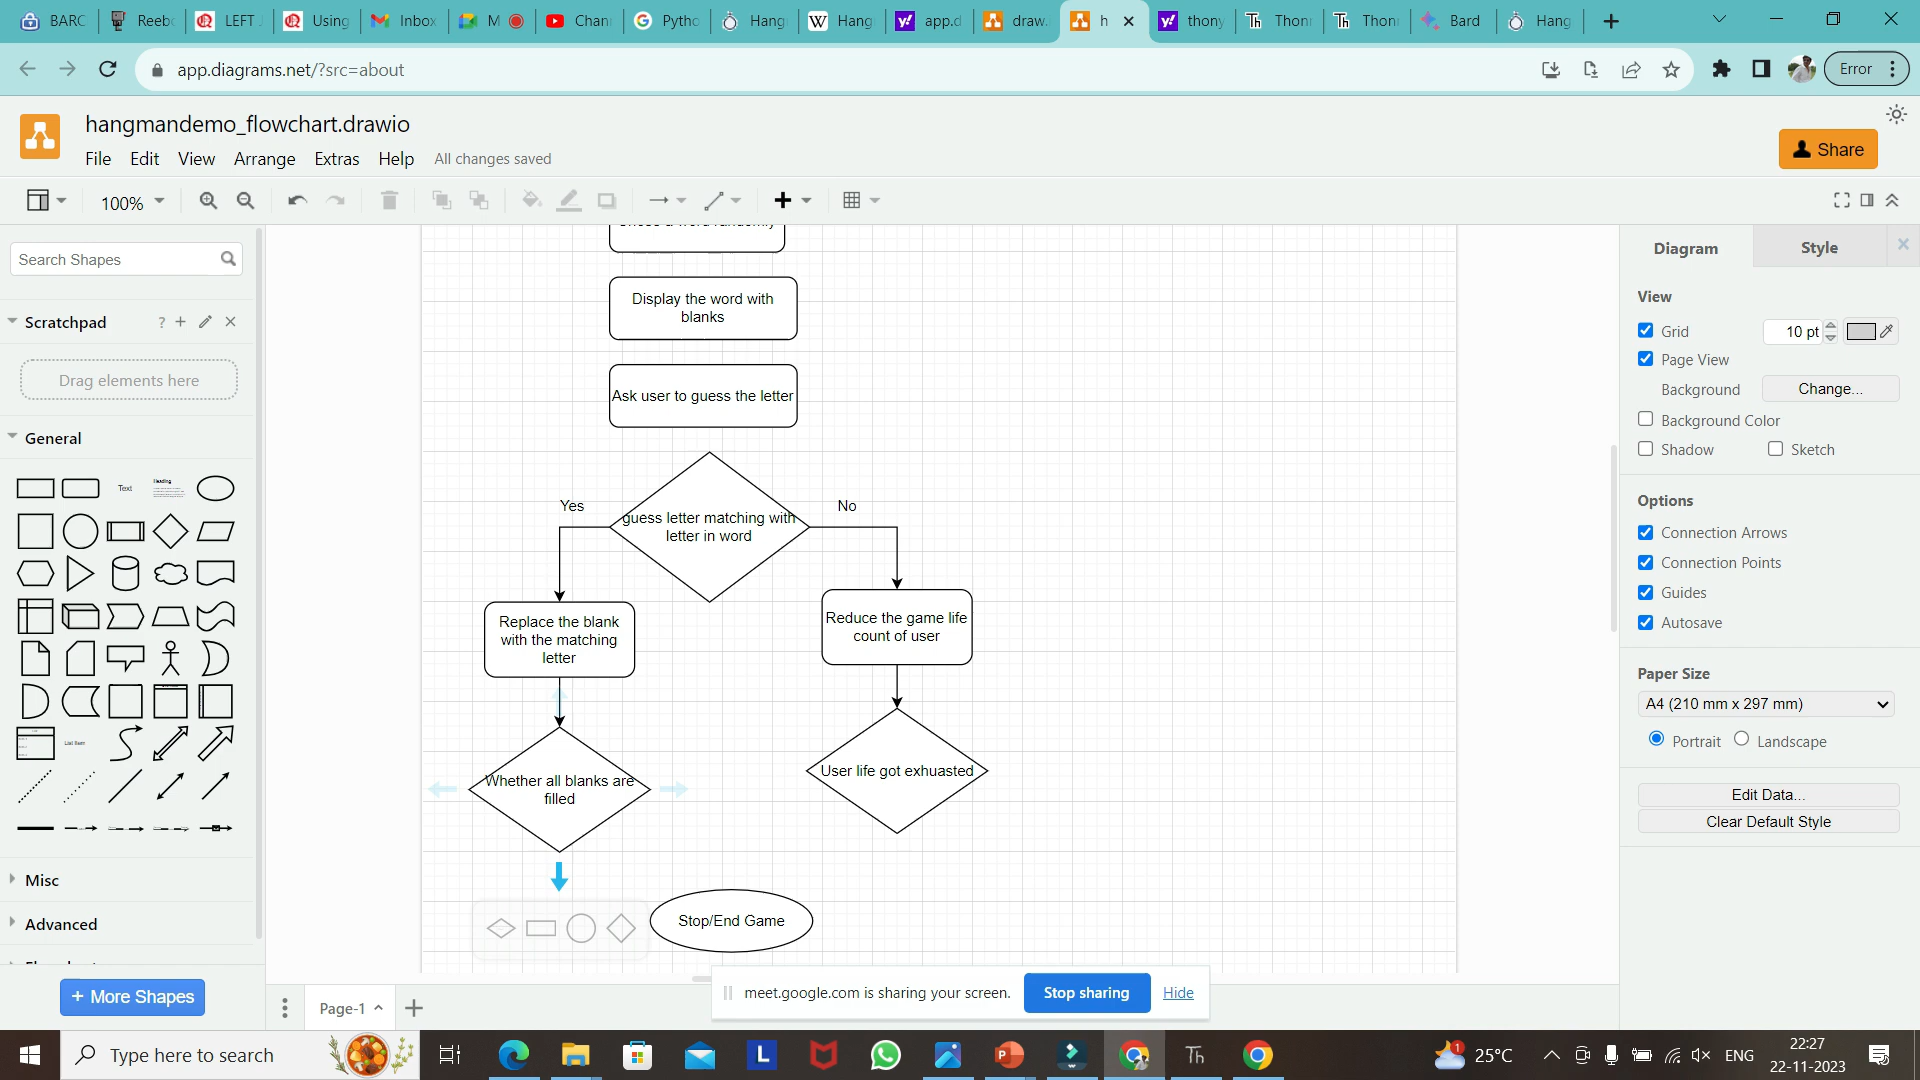 BARC
Reeb
LEFT
Using
Inbox
M
Chan
Pytho
Hang
Hang
app.d
draw.
h
thony
Thon
Thon
Bard
Hang
app.diagrams.net/?src=about
Error
hangmandemo_flowchart.drawio
File Edit View Arrange Extras Help All changes saved
Share
100%
Search Shapes
Scratchpad
?
Drag elements here
General
Text
Heading
List Item
Misc
Advanced
+ More Shapes
Display the word with
blanks
Ask user to guess the letter
Yes
No
guess letter matching with
letter in word
Replace the blank
with the matching
letter
Reduce the game life
count of user
Whether all blanks are
filled
User life got exhuasted
Stop/End Game
Page-1
meet.google.com is sharing your screen.
Stop sharing
Hide
Diagram
Style
View
Grid
10 pt
Page View
Background
Change...
Background Color
Shadow
Sketch
Options
Connection Arrows
Connection Points
Guides
Autosave
Paper Size
A4 (210 mm x 297 mm)
Portrait
Landscape
Edit Data...
Clear Default Style
Type here to search
L
Th
1
25°C
ENG
22:27
22-11-2023